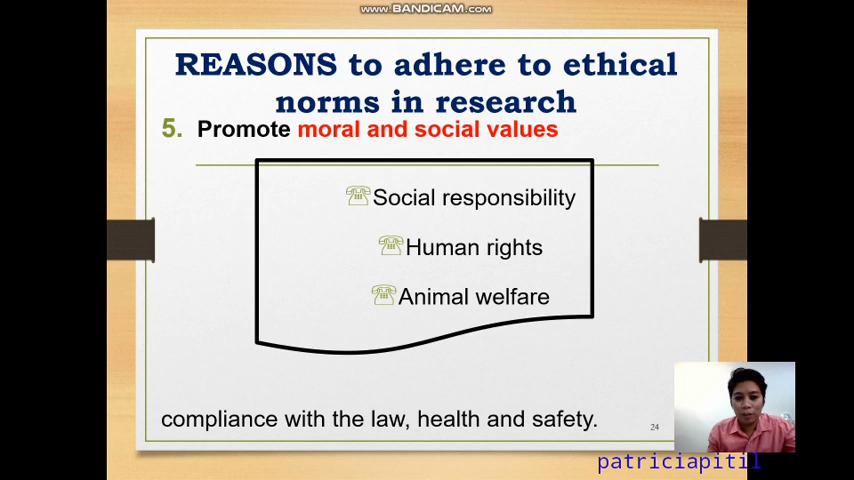 www.BANDICAM.com
REASONS to adhere to ethical
norms in research
5. Promote moral and social values
Social responsibility
Human rights
Animal welfare
compliance with the law, health and safety.
24
patriciapitil